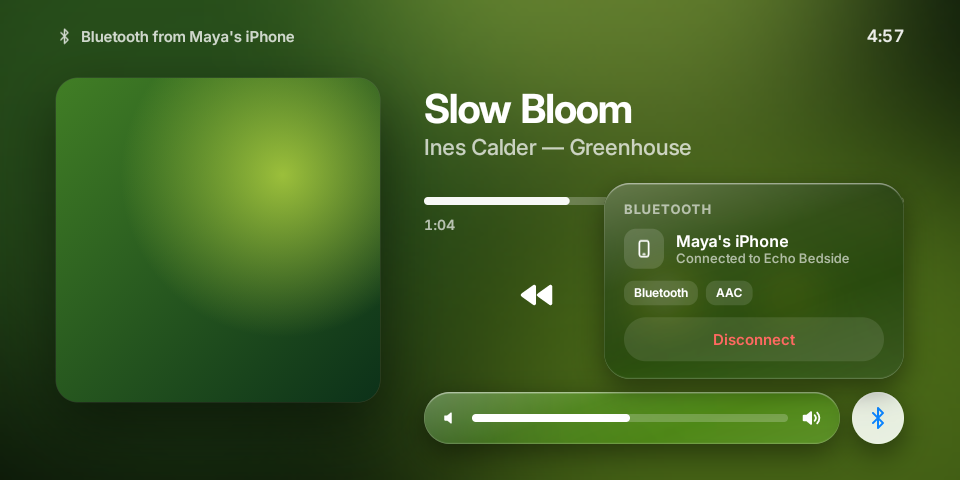 Bluetooth from Maya's iPhone
4:57
Slow Bloom
Ines Calder — Greenhouse
1:04
BLUETOOTH
Maya's iPhone
Connected to Echo Bedside
Bluetooth
AAC
Disconnect